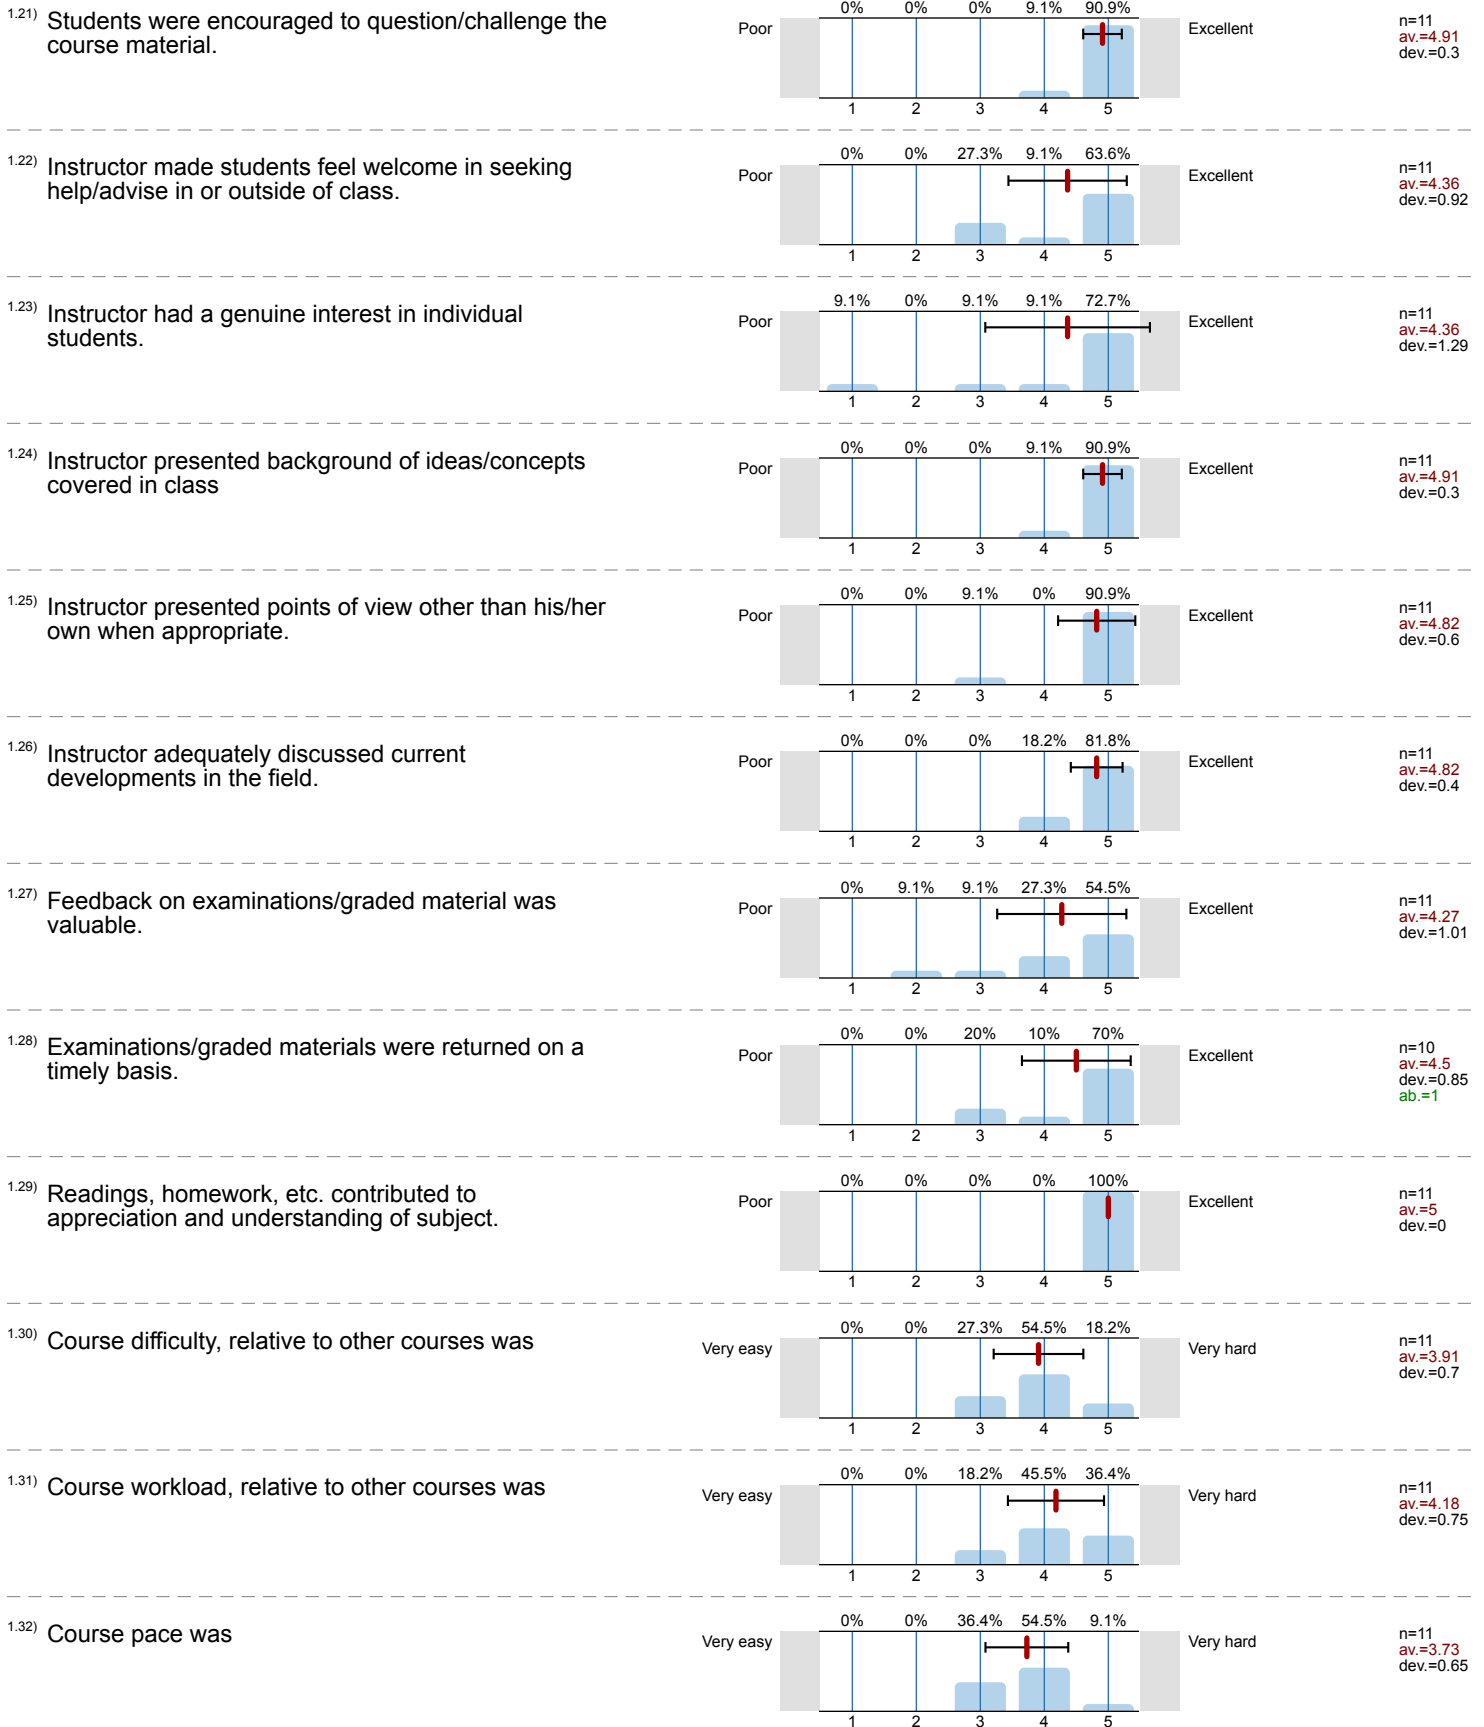 1.21) Students were encouraged to question/challenge the
course material.
0% 0% 0% 9.1% 90.9%
Poor Excellent
n=11
av.=4.91
dev.=0.3
1 2 3 4 5
1.22) Instructor made students feel welcome in seeking
help/advise in or outside of class.
0% 0% 27.3% 9.1% 63.6%
Poor Excellent
n=11
av.=4.36
dev.=0.92
1 2 3 4 5
1.23) Instructor had a genuine interest in individual
students.
9.1% 0% 9.1% 9.1% 72.7%
Poor Excellent
n=11
av.=4.36
dev.=1.29
1 2 3 4 5
1.24) Instructor presented background of ideas/concepts
covered in class
0% 0% 0% 9.1% 90.9%
Poor Excellent
n=11
av.=4.91
dev.=0.3
1 2 3 4 5
1.25) Instructor presented points of view other than his/her
own when appropriate.
0% 0% 9.1% 0% 90.9%
Poor Excellent
n=11
av.=4.82
dev.=0.6
1 2 3 4 5
1.26) Instructor adequately discussed current
developments in the field.
0% 0% 0% 18.2% 81.8%
Poor Excellent
n=11
av.=4.82
dev.=0.4
1 2 3 4 5
1.27) Feedback on examinations/graded material was
valuable.
0% 9.1% 9.1% 27.3% 54.5%
Poor Excellent
n=11
av.=4.27
dev.=1.01
1 2 3 4 5
1.28) Examinations/graded materials were returned on a
timely basis.
0% 0% 20% 10% 70%
Poor Excellent
n=10
av.=4.5
dev.=0.85
ab.=1
1 2 3 4 5
1.29) Readings, homework, etc. contributed to
appreciation and understanding of subject.
0% 0% 0% 0% 100%
Poor Excellent
n=11
av.=5
dev.=0
1 2 3 4 5
1.30) Course difficulty, relative to other courses was
0% 0% 27.3% 54.5% 18.2%
Very easy Very hard
n=11
av.=3.91
dev.=0.7
1 2 3 4 5
1.31) Course workload, relative to other courses was
0% 0% 18.2% 45.5% 36.4%
Very easy Very hard
n=11
av.=4.18
dev.=0.75
1 2 3 4 5
1.32) Course pace was
0% 0% 36.4% 54.5% 9.1%
Very easy Very hard
n=11
av.=3.73
dev.=0.65
1 2 3 4 5